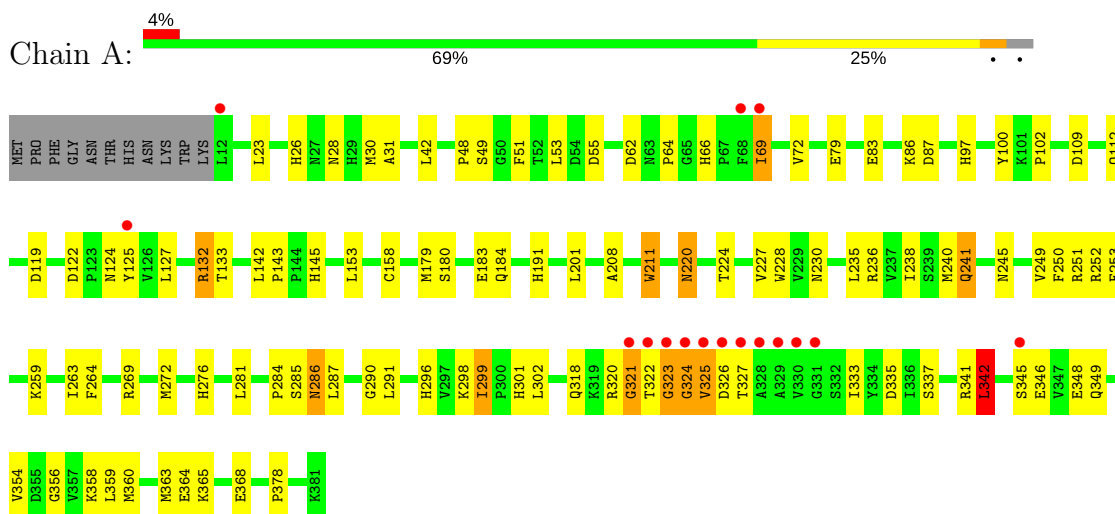 4%
Chain A:
69% 25% • •
MET PRO PHE GLY ASN THR HIS ASN LYS TRP LYS L12 L23 H26 N27 N28 H29 M30 A31 L42 P48 S49 G50 F51 T52 L53 D54 D55 D62 N63 P64 G65 H66 P67 F68 I69 V72 E79 E83 K86 D87 H97 Y100 K101 P102 D109
D119 D122 P123 N124 Y125 V126 L127 R132 T133 L142 P143 P144 H145 L153 C158 M179 S180 E183 Q184 H191 L201 A208 W211 N220 T224 V227 W228 V229 N230 L235 R236 V237 I238 S239 M240 Q241 N245 V249 F250 R251 R252
K259 I263 F264 R269 M272 H276 L281 P284 S285 N286 L287 G290 L291 H296 V297 K298 I299 P300 H301 L302 Q318 K319 R320 G321 T322 G323 G324 V325 D326 T327 A328 A329 V330 G331 S332 I333 Y334 D335 I336 S337 R341 L342 S345 E346 V347 E348 Q349
V354 D355 G356 V357 K358 L359 M360 M363 E364 K365 E368 P378 K381